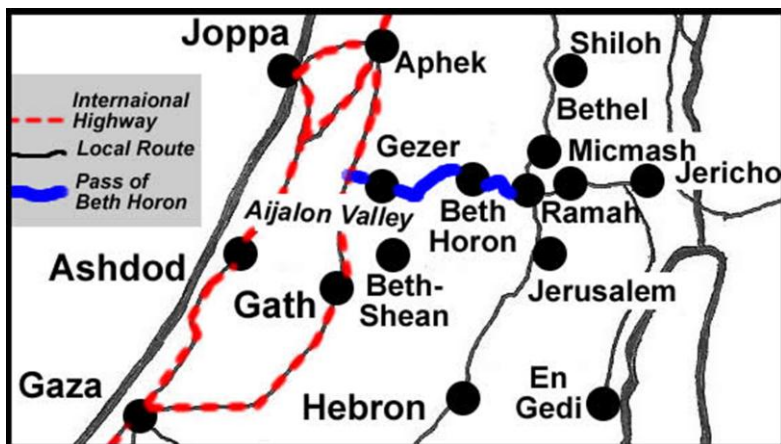 Joppa
Aphek
Shiloh
Bethel
Internaional
Highway
Local Route
Pass of
Beth Horon
Gezer
Micmash
Jericho
Aijalon Valley
Beth
Horon
Ramah
Ashdod
Gath
Beth-
Shean
Jerusalem
Gaza
Hebron
En
Gedi